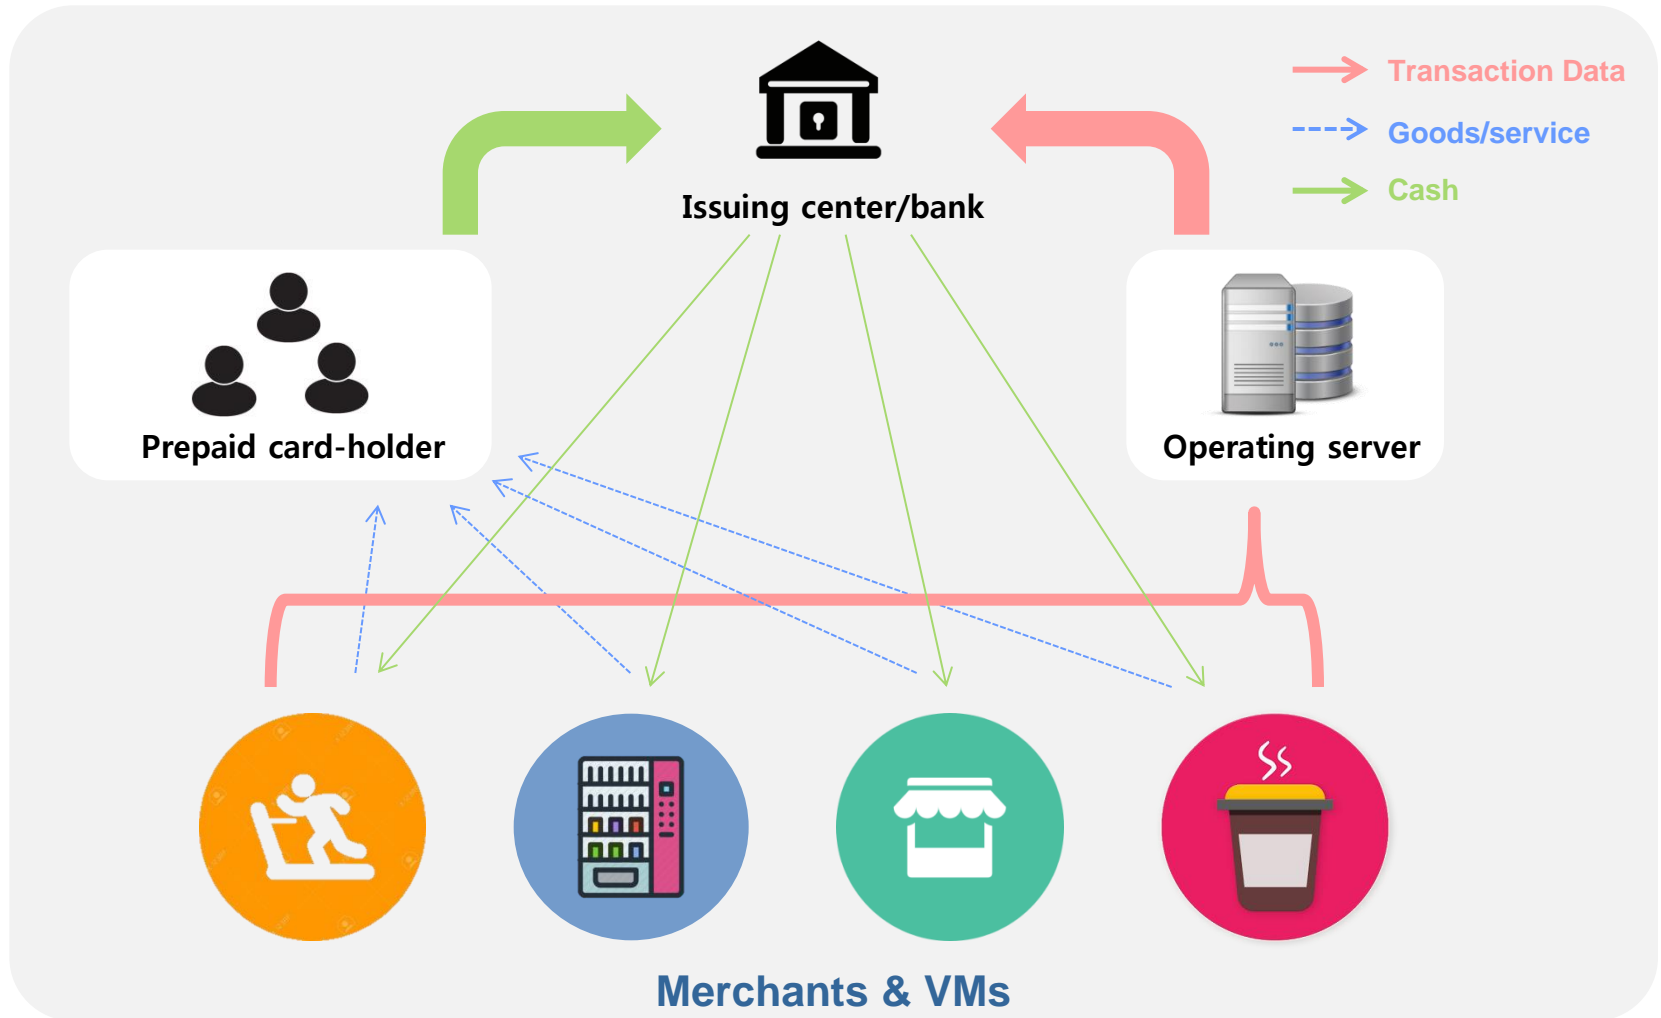 Transaction Data
Goods/service
Cash
Issuing center/bank
Prepaid card-holder
Operating server
Merchants & VMs